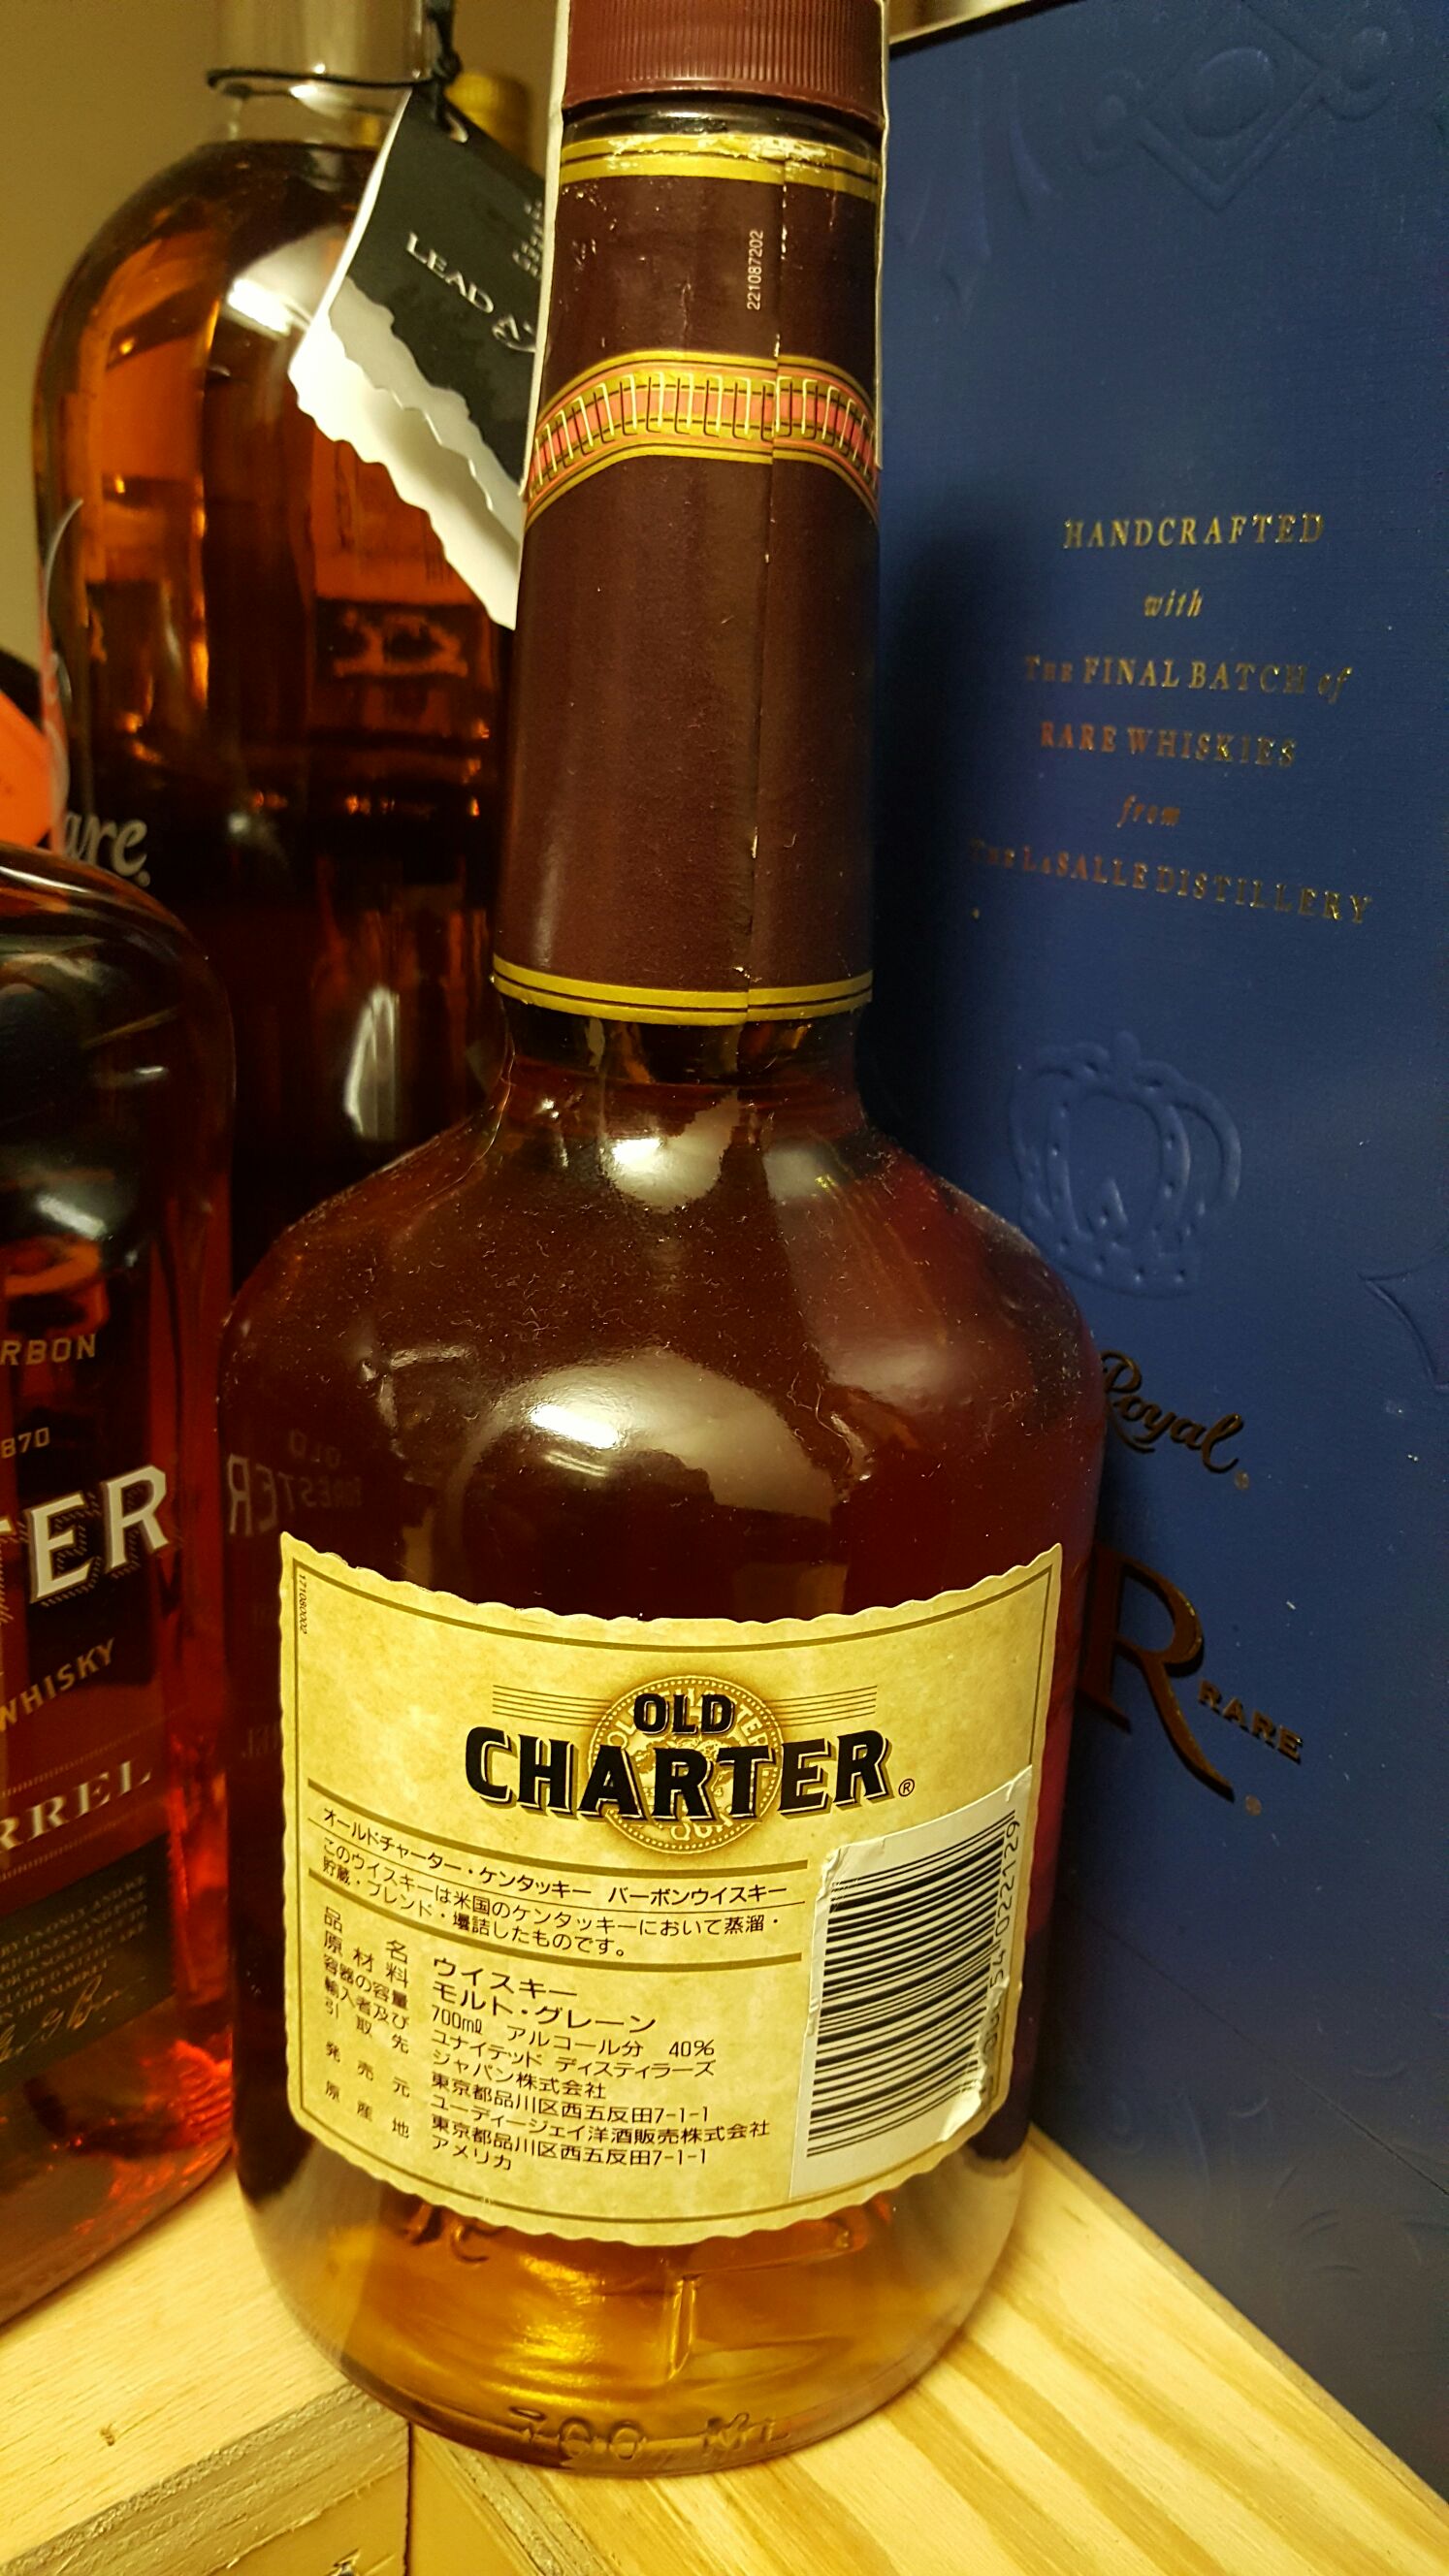 LEAD
221087202
HANDCRAFTED
with
THE FINAL BATCH of
RARE WHISKIES
from
THE LASALLE DISTILLERY
Royal
R RARE
are
RBON
870
TER
WHISKY
RREL
171080002
OLD
CHARTER®
オールドチャーター・ケンタッキー バーボンウイスキー
このウイスキーは米国のケンタッキーにおいて蒸溜・
貯蔵・ブレンド・壜詰したものです。
品名 ウイスキー
原材料 モルト・グレーン
容器の容量 700ml アルコール分 40%
輸入者及び ユナイテッド ディスティラーズ
引取先 ジャパン株式会社
東京都品川区西五反田7-1-1
発売元 ユーディージェイ洋酒販売株式会社
東京都品川区西五反田7-1-1
原産地 アメリカ
700 ML